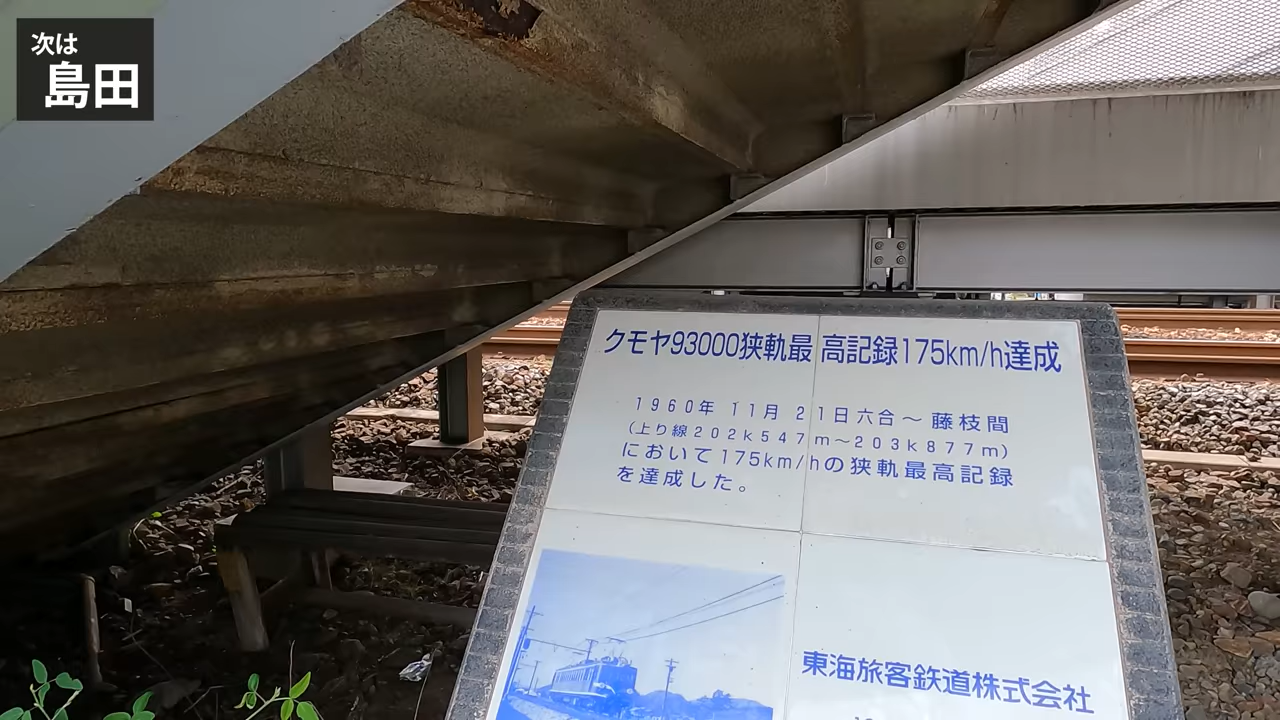 次は
島田
クモヤ93000狭軌最高記録175km/h達成
1960年 11月 21日六合～藤枝間
(上り線202k547m～203k877m)
において175km/hの狭軌最高記録
を達成した。
東海旅客鉄道株式会社